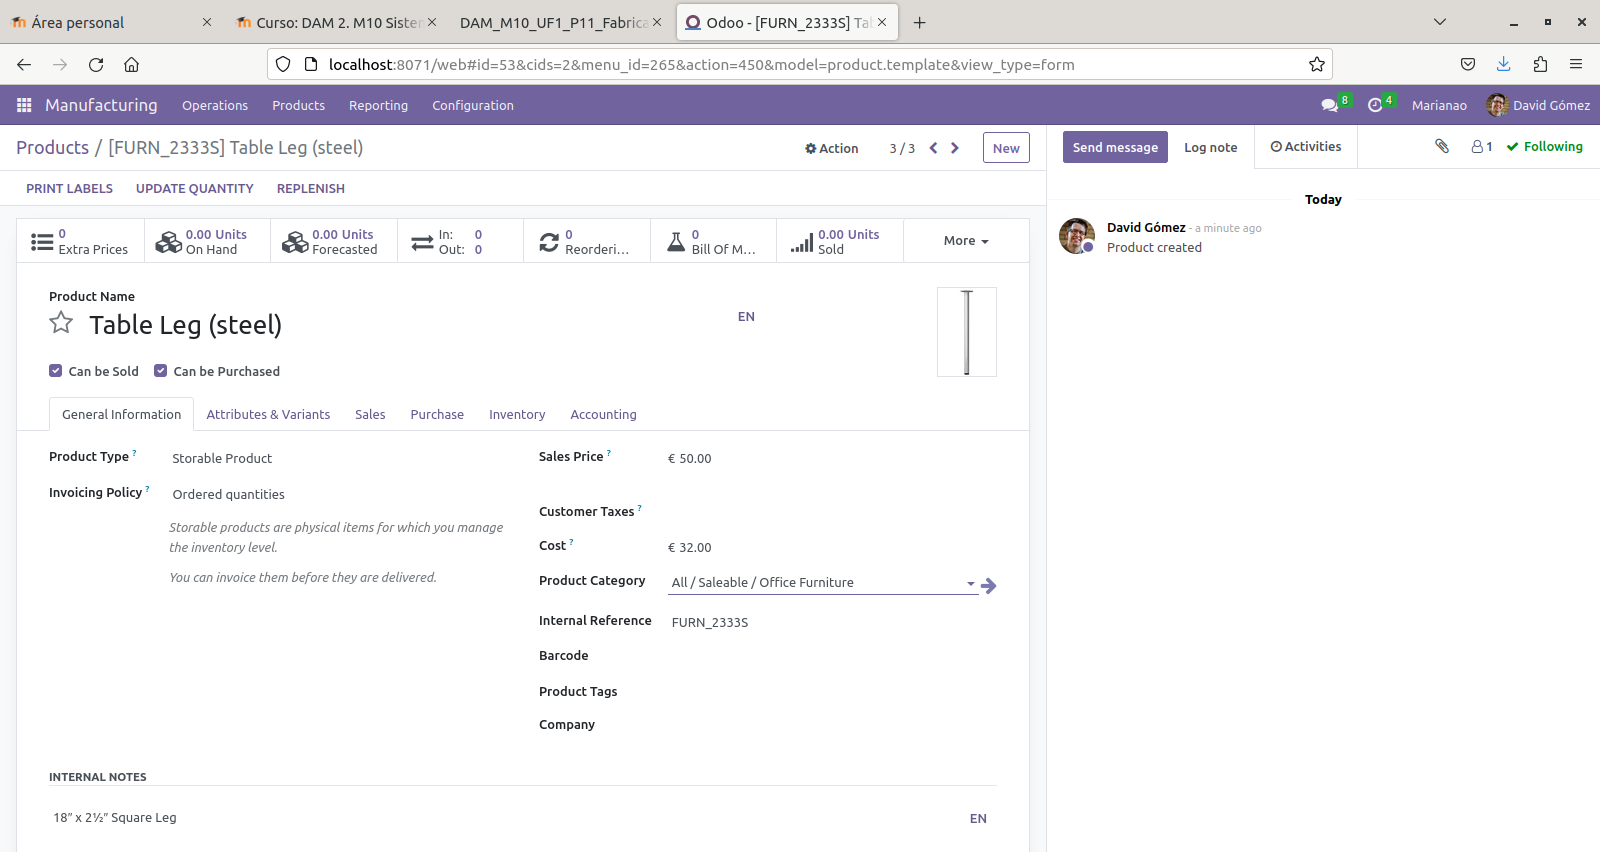 Área personal
Curso: DAM 2. M10 Sister
DAM_M10_UF1_P11_Fabrica
Odoo - [FURN_2333S] Ta
localhost:8071/web#id=53&cids=2&menu_id=265&action=450&model=product.template&view_type=form
Manufacturing Operations Products Reporting Configuration
8 4 Marianao David Gómez
Products / [FURN_2333S] Table Leg (steel)
Action 3 / 3 New
Send message Log note Activities 1 Following
PRINT LABELS UPDATE QUANTITY REPLENISH
0
Extra Prices
0.00 Units
On Hand
0.00 Units
Forecasted
In: 0
Out: 0
0
Reorderi...
0
Bill Of M...
0.00 Units
Sold
More
Today
David Gómez - a minute ago
Product created
Product Name
Table Leg (steel)
EN
Can be Sold Can be Purchased
General Information Attributes & Variants Sales Purchase Inventory Accounting
Product Type ? Storable Product
Invoicing Policy ? Ordered quantities
Storable products are physical items for which you manage
the inventory level.
You can invoice them before they are delivered.
Sales Price ? € 50.00
Customer Taxes ?
Cost ? € 32.00
Product Category All / Saleable / Office Furniture
Internal Reference FURN_2333S
Barcode
Product Tags
Company
INTERNAL NOTES
18″ x 2½″ Square Leg
EN